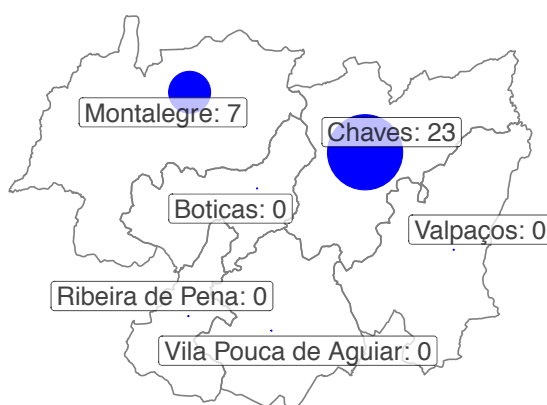 Montalegre: 7
Chaves: 23
Boticas: 0
Valpaços: 0
Ribeira de Pena: 0
Vila Pouca de Aguiar: 0